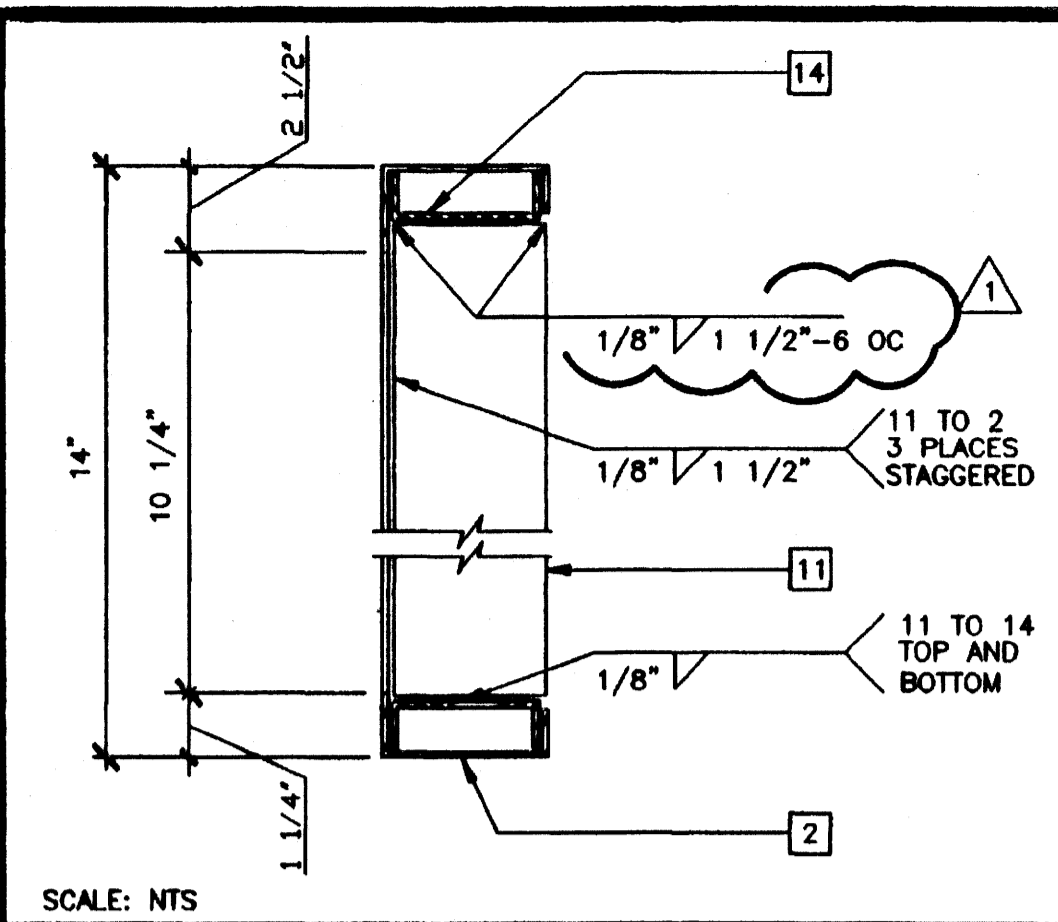 2 1/2"
14
1
1/8" 1 1/2"-6 OC
14"
10 1/4"
11 TO 2
3 PLACES
STAGGERED
1/8" 1 1/2"
11
11 TO 14
TOP AND
BOTTOM
1/8"
1 1/4"
2
SCALE: NTS